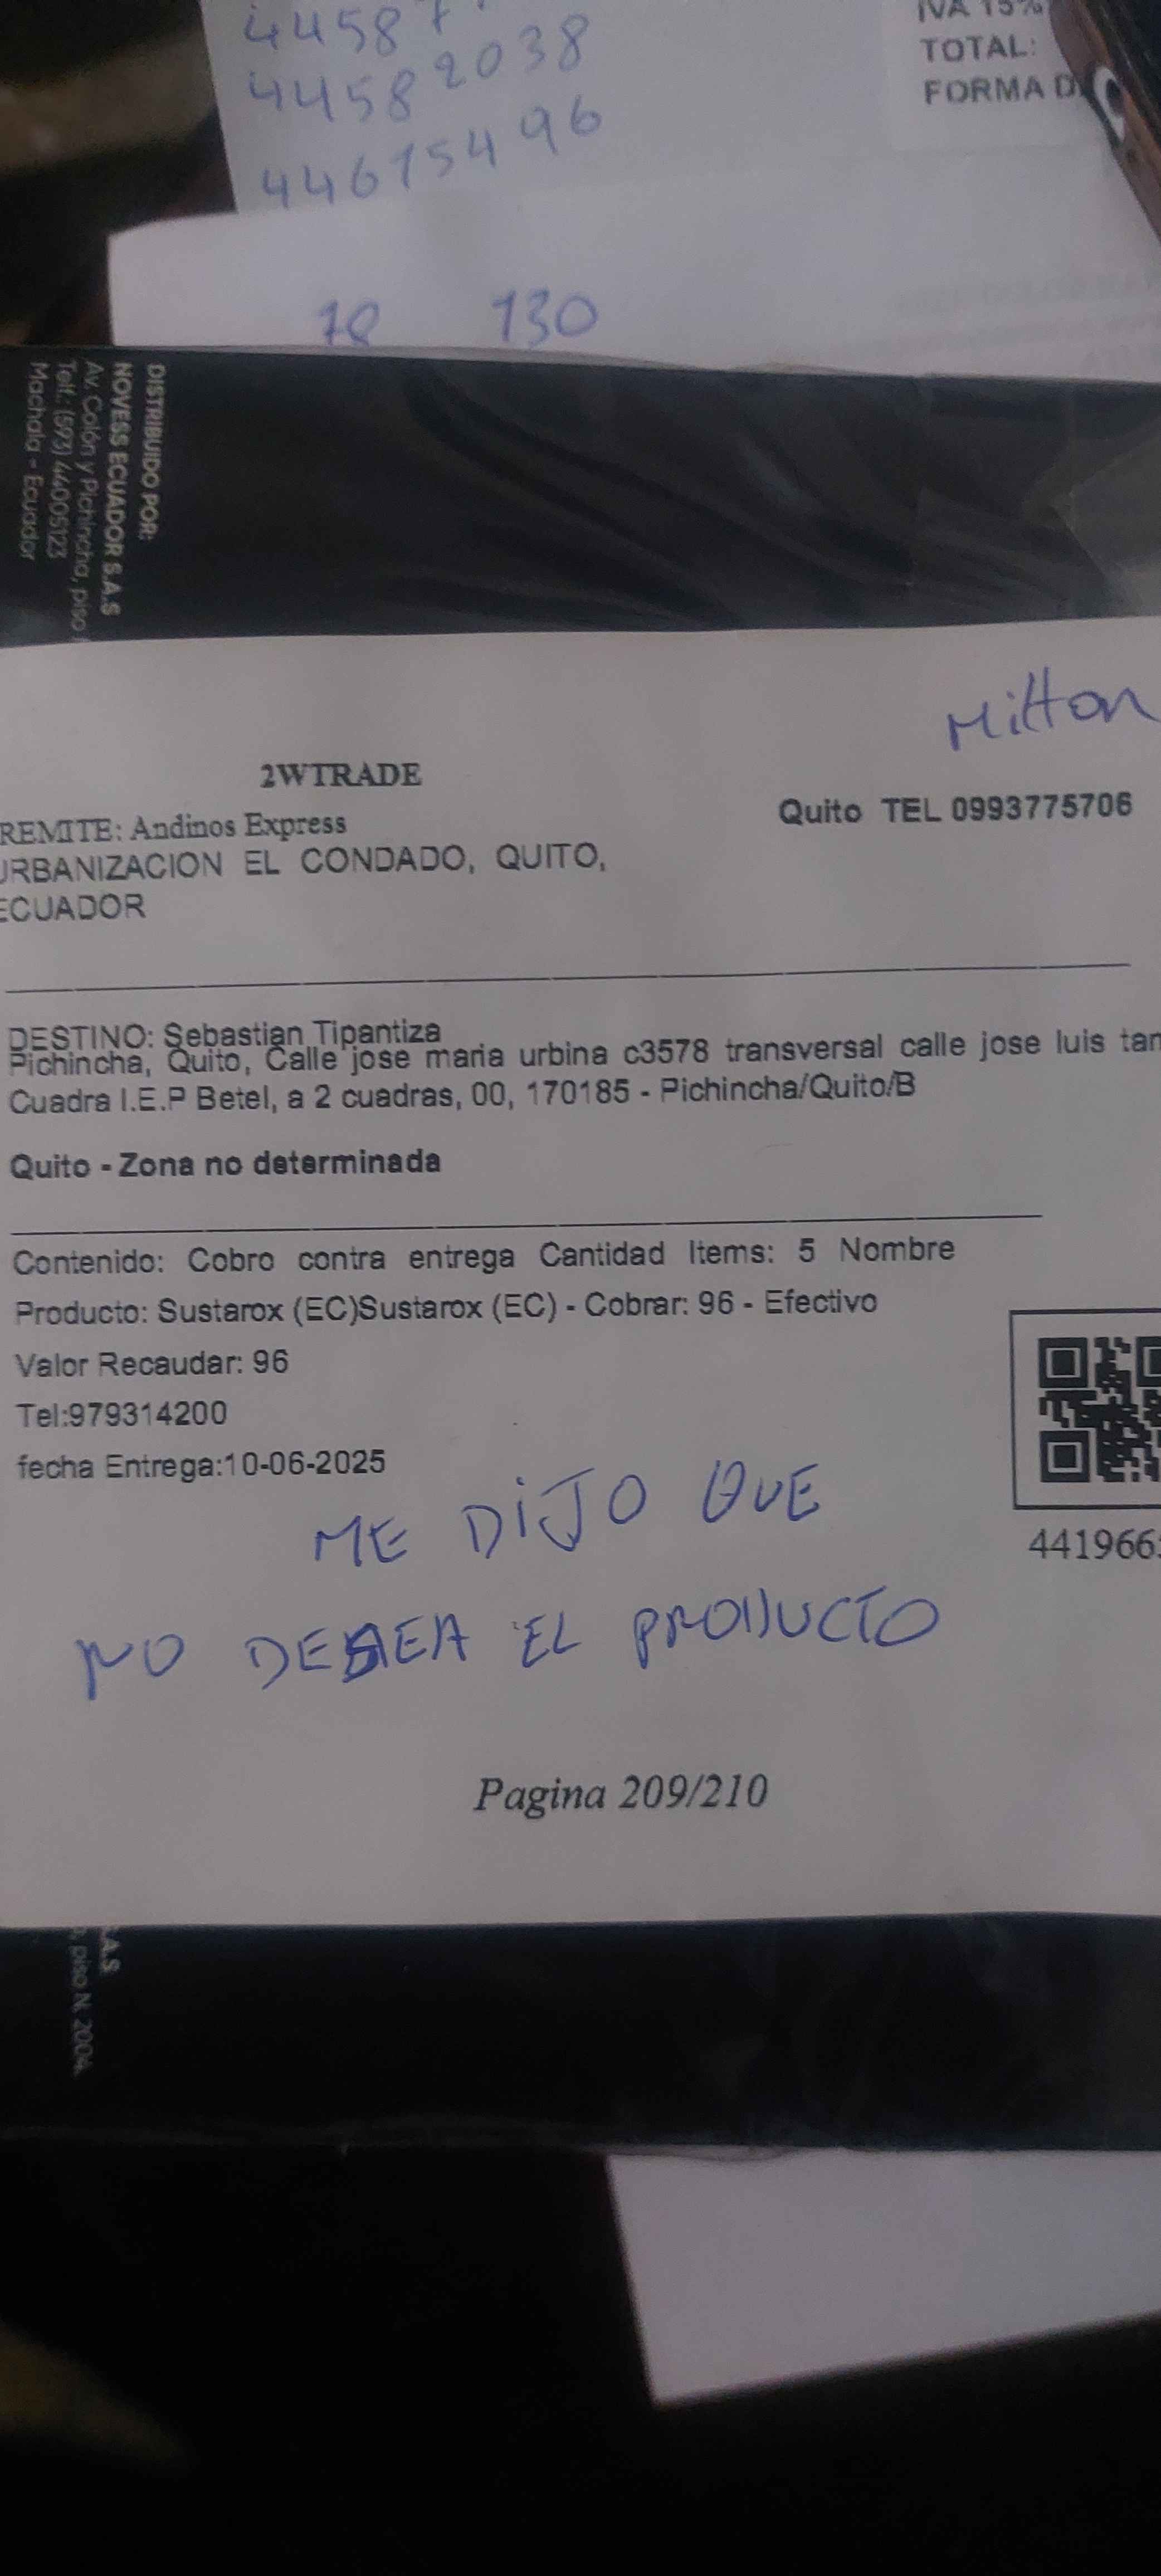 4458
44582038
44615496
IVA 15%
TOTAL:
FORMA D
18 130
DISTRIBUIDO POR:
NOVESS ECUADOR S.A.S
Av. Colón y Pichincha, piso
Telf.: (593) 44005123
Machala - Ecuador
Milton
2WTRADE
Quito TEL 0993775706
REMITE: Andinos Express
URBANIZACION EL CONDADO, QUITO,
ECUADOR
DESTINO: Sebastian Tipantiza
Pichincha, Quito, Calle jose maria urbina c3578 transversal calle jose luis tam
Cuadra I.E.P Betel, a 2 cuadras, 00, 170185 - Pichincha/Quito/B
Quito - Zona no determinada
Contenido: Cobro contra entrega Cantidad Items: 5 Nombre
Producto: Sustarox (EC)Sustarox (EC) - Cobrar: 96 - Efectivo
Valor Recaudar: 96
Tel:979314200
fecha Entrega:10-06-2025
441966
ME DIJO QUE
NO DESEA EL PRODUCTO
Pagina 209/210
.A.S
, piso N. 2004.